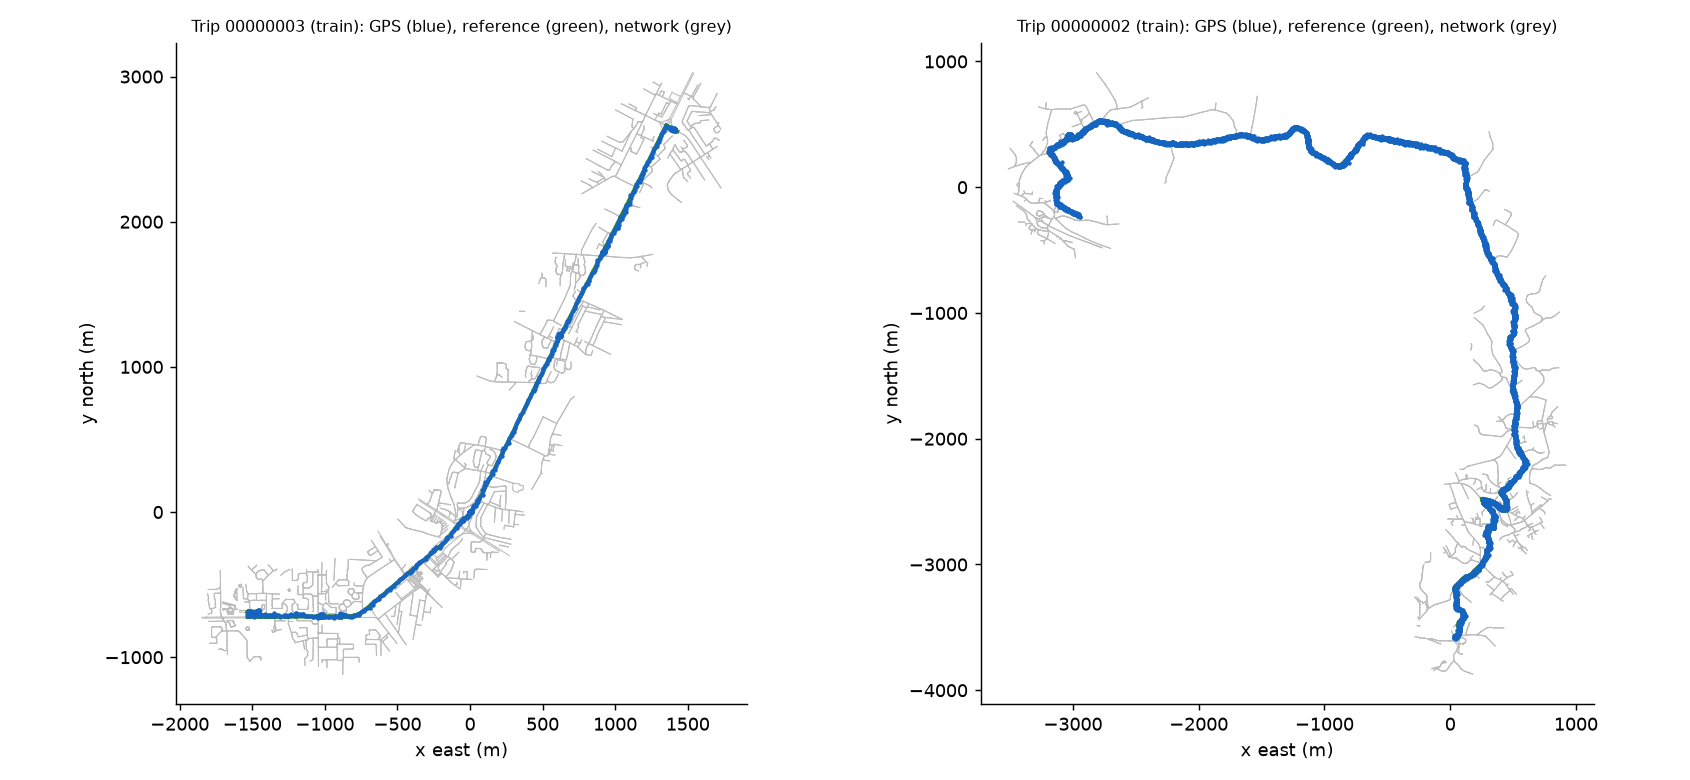 Trip 00000003 (train): GPS (blue), reference (green), network (grey)
3000
2000
1000
0
−1000
y north (m)
−2000 −1500 −1000 −500 0 500 1000 1500
x east (m)
Trip 00000002 (train): GPS (blue), reference (green), network (grey)
1000
0
−1000
−2000
−3000
−4000
y north (m)
−3000 −2000 −1000 0 1000
x east (m)